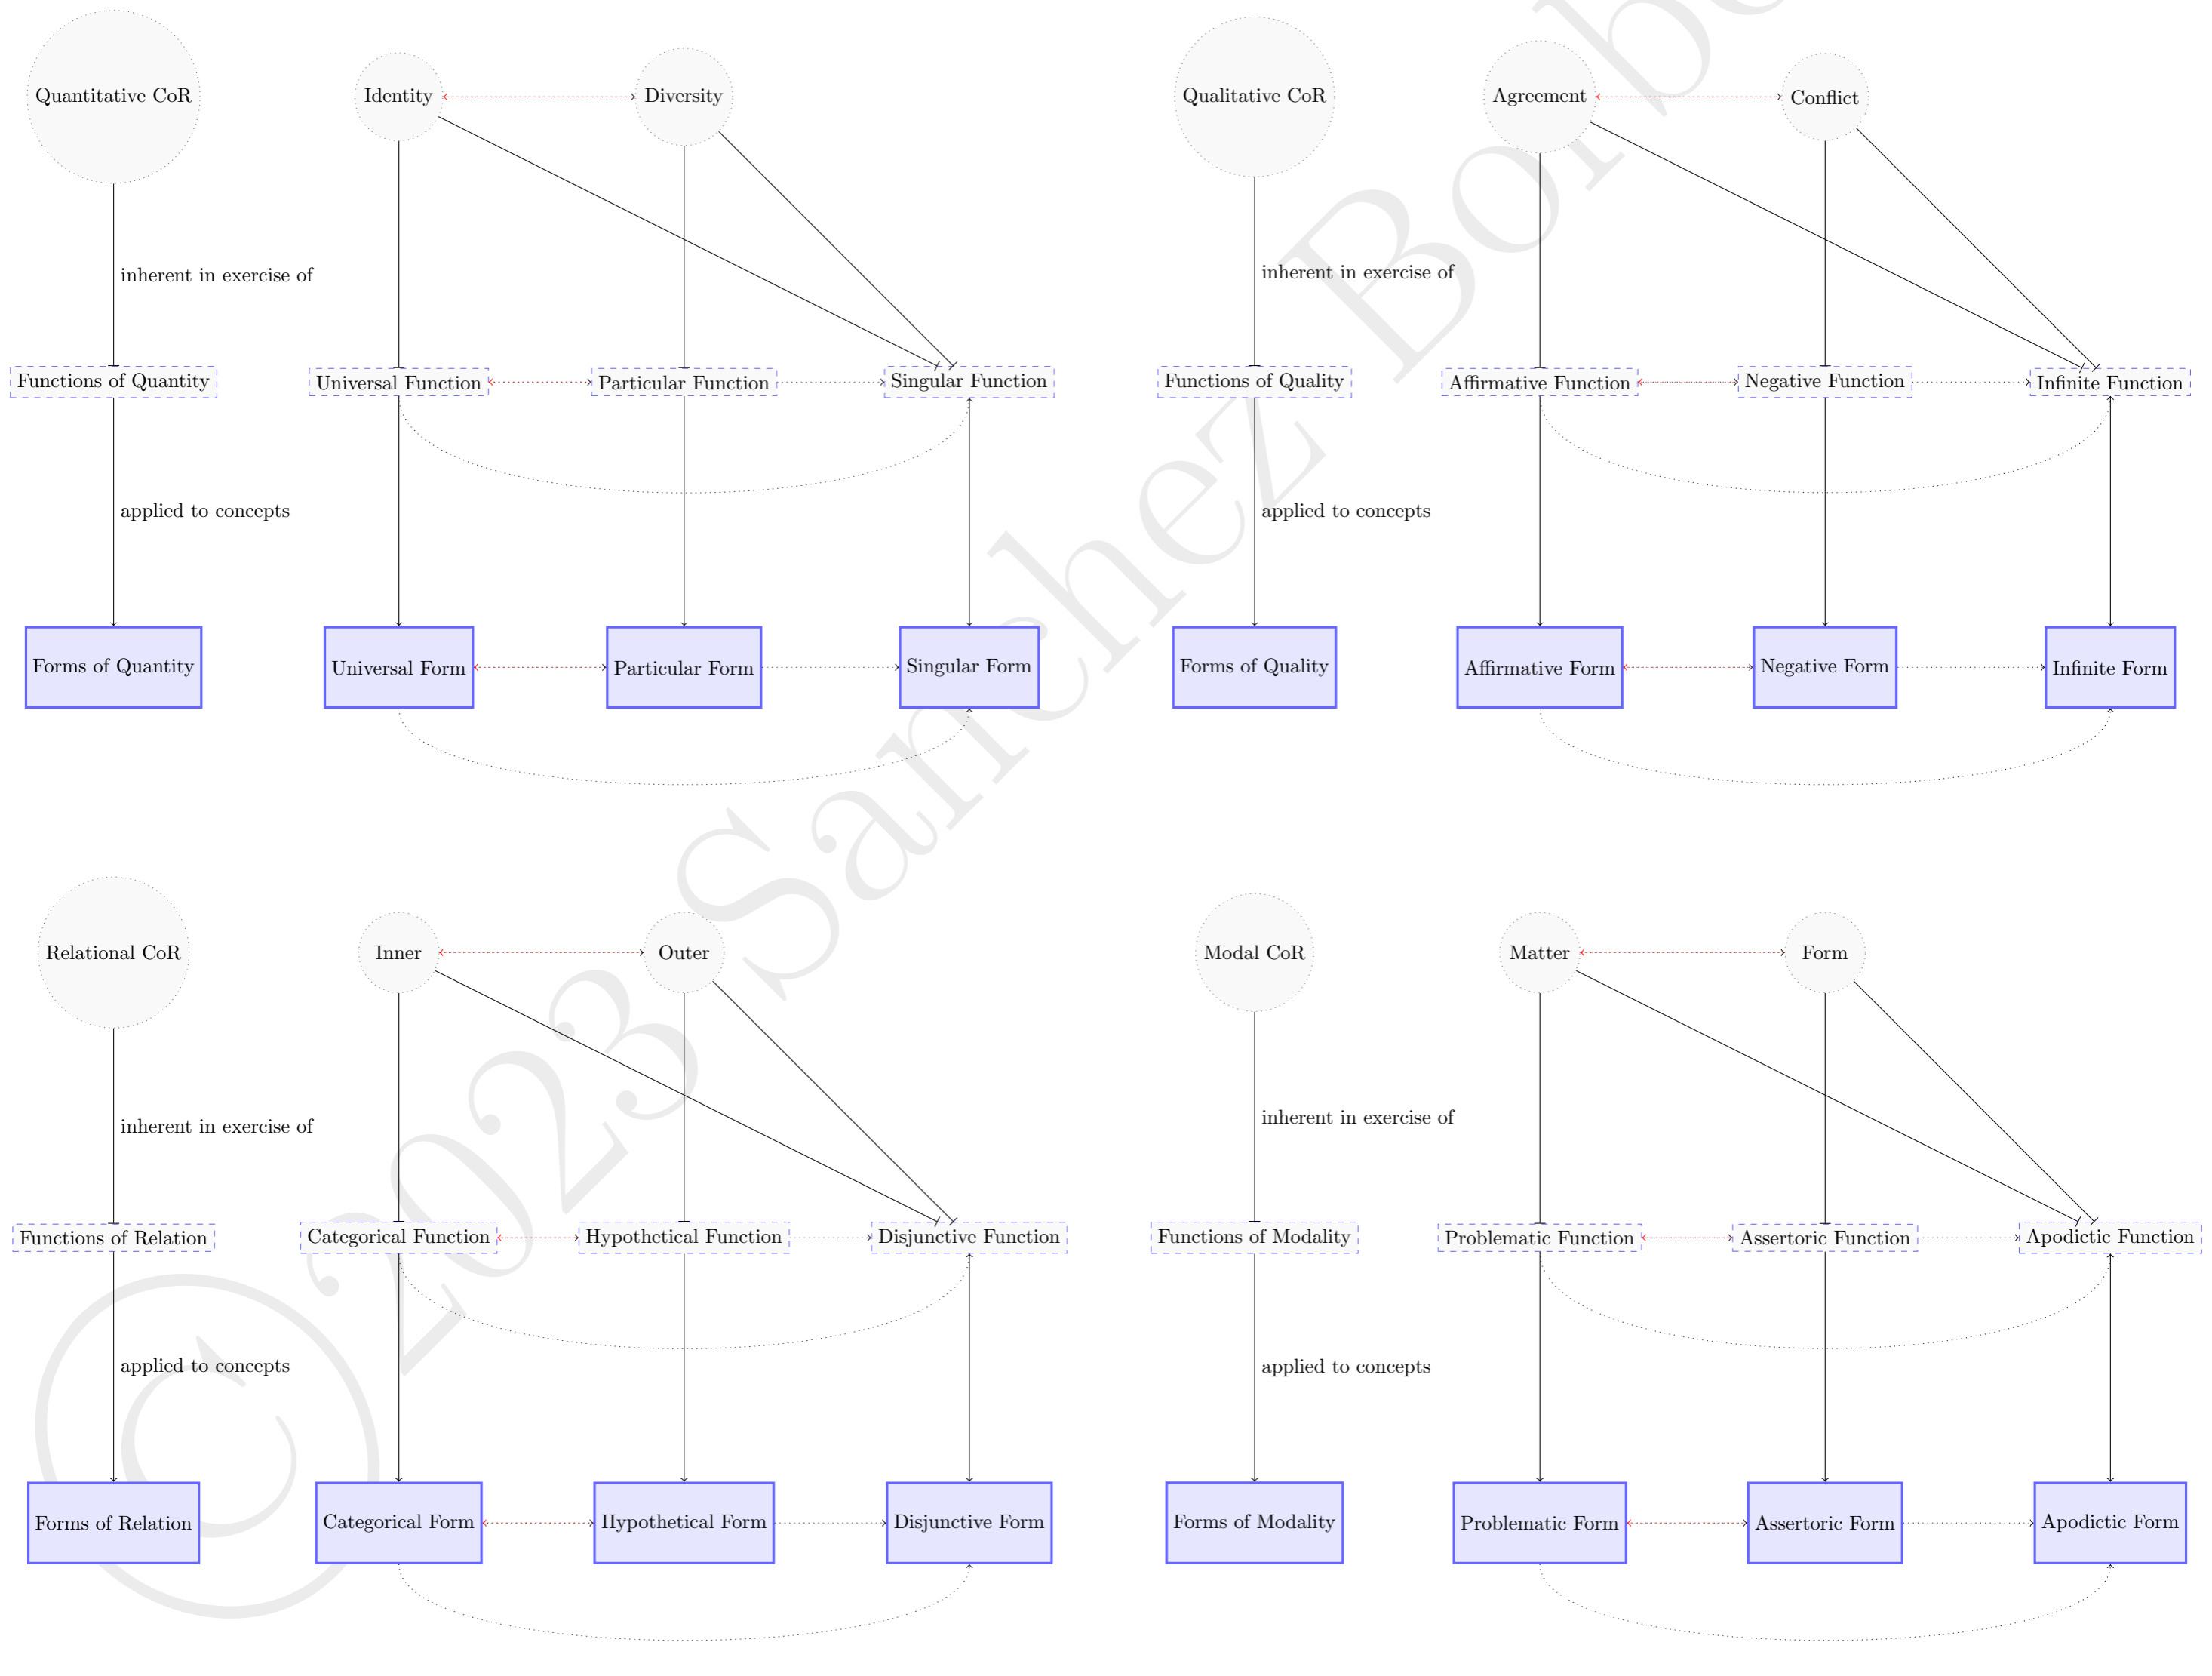 Quantitative CoR
Identity
Diversity
Qualitative CoR
Agreement
Conflict
inherent in exercise of
inherent in exercise of
Functions of Quantity
Universal Function
Particular Function
Singular Function
Functions of Quality
Affirmative Function
Negative Function
Infinite Function
applied to concepts
applied to concepts
Forms of Quantity
Universal Form
Particular Form
Singular Form
Forms of Quality
Affirmative Form
Negative Form
Infinite Form
Relational CoR
Inner
Outer
Modal CoR
Matter
Form
inherent in exercise of
inherent in exercise of
Functions of Relation
Categorical Function
Hypothetical Function
Disjunctive Function
Functions of Modality
Problematic Function
Assertoric Function
Apodictic Function
applied to concepts
applied to concepts
Forms of Relation
Categorical Form
Hypothetical Form
Disjunctive Form
Forms of Modality
Problematic Form
Assertoric Form
Apodictic Form
©2023 Sanchez